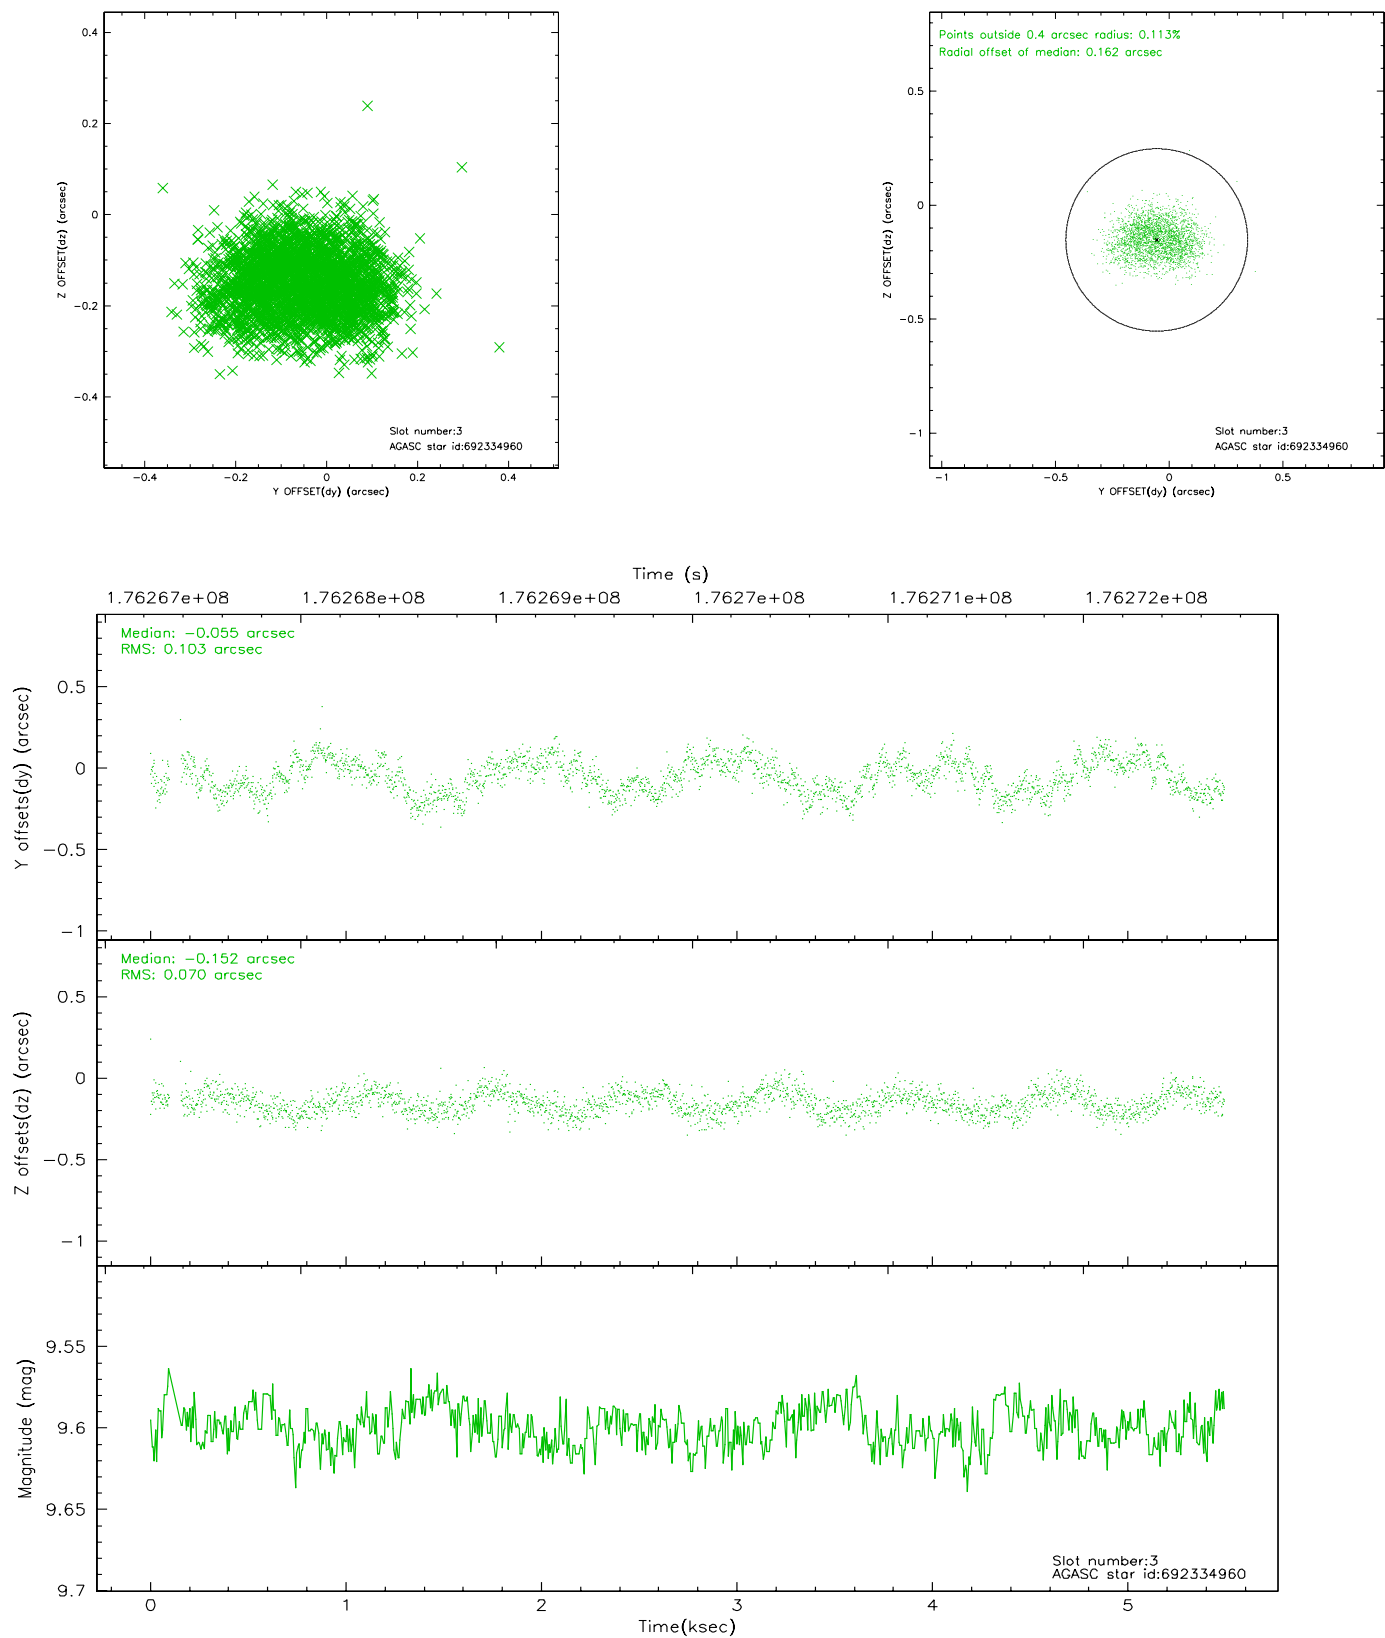 0.4
0.2
0
−0.2
−0.4
Z OFFSET(dz) (arcsec)
Slot number:3
AGASC star id:692334960
−0.4 −0.2 0 0.2 0.4
Y OFFSET(dy) (arcsec)
Points outside 0.4 arcsec radius: 0.113%
Radial offset of median: 0.162 arcsec
0.5
0
−0.5
−1
Z OFFSET(dz) (arcsec)
Slot number:3
AGASC star id:692334960
−1 −0.5 0 0.5
Y OFFSET(dy) (arcsec)
Time (s)
1.76267e+08 1.76268e+08 1.76269e+08 1.7627e+08 1.76271e+08 1.76272e+08
Median: −0.055 arcsec
RMS: 0.103 arcsec
0.5
0
−0.5
−1
Y offsets(dy) (arcsec)
Median: −0.152 arcsec
RMS: 0.070 arcsec
0.5
0
−0.5
−1
Z offsets(dz) (arcsec)
9.55
9.6
9.65
9.7
Magnitude (mag)
Slot number:3
AGASC star id:692334960
0 1 2 3 4 5
Time(ksec)